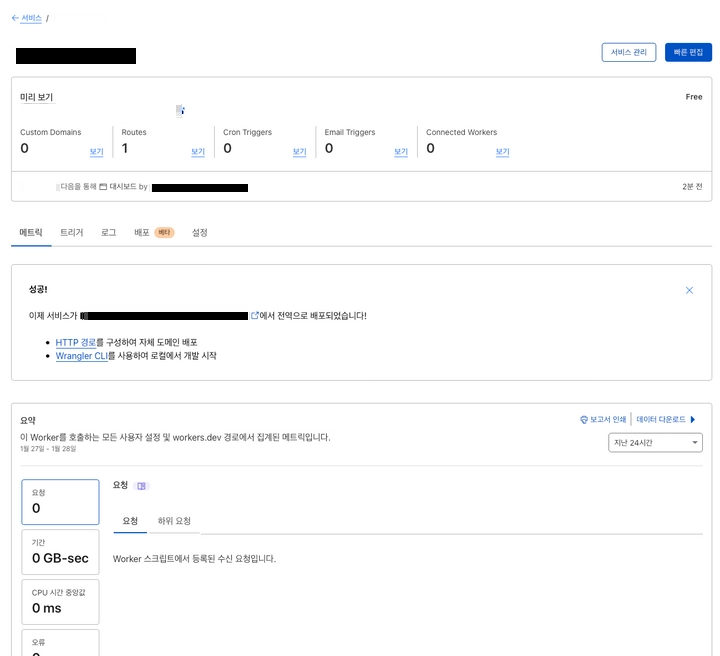 ← 서비스 /
서비스 관리
빠른 편집
미리 보기
Free
Custom Domains
0
보기
Routes
1
보기
Cron Triggers
0
보기
Email Triggers
0
보기
Connected Workers
0
보기
다음을 통해 대시보드 by
2분 전
메트릭 트리거 로그 배포 베타 설정
성공!
이제 서비스가 에서 전역으로 배포되었습니다!
• HTTP 경로를 구성하여 자체 도메인 배포
• Wrangler CLI를 사용하여 로컬에서 개발 시작
요약
보고서 인쇄 데이터 다운로드
이 Worker를 호출하는 모든 사용자 설정 및 workers.dev 경로에서 집계된 메트릭입니다.
1월 27일 - 1월 28일
지난 24시간
요청
0
기간
0 GB-sec
CPU 시간 중앙값
0 ms
오류
0
요청
요청 하위 요청
Worker 스크립트에서 등록된 수신 요청입니다.